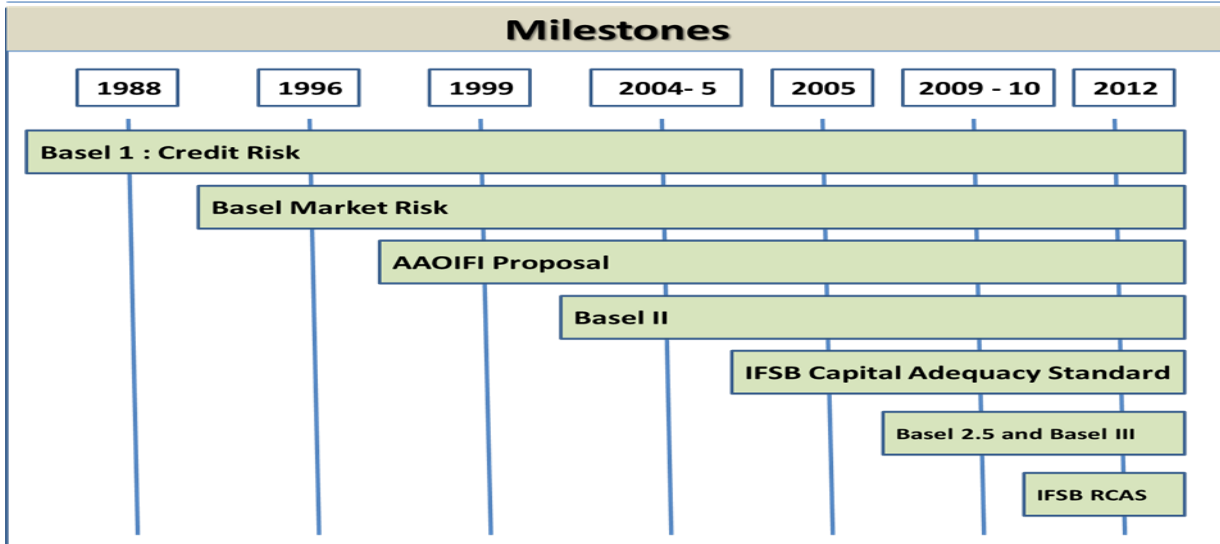 Milestones
1988
1996
1999
2004- 5
2005
2009 - 10
2012
Basel 1 : Credit Risk
Basel Market Risk
AAOIFI Proposal
Basel II
IFSB Capital Adequacy Standard
Basel 2.5 and Basel III
IFSB RCAS